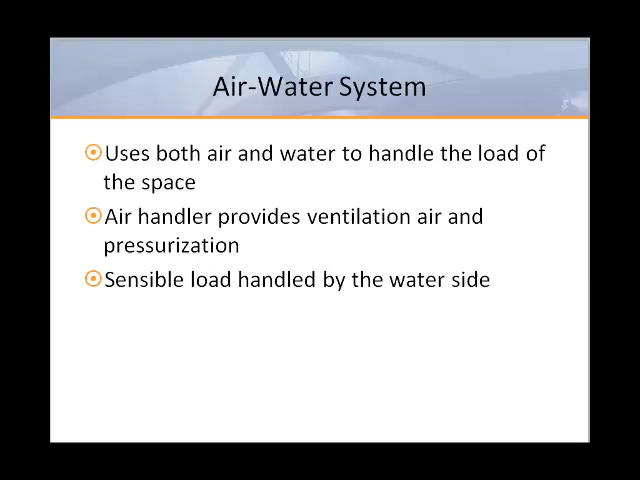 Air-Water System
Uses both air and water to handle the load of
the space
Air handler provides ventilation air and
pressurization
Sensible load handled by the water side